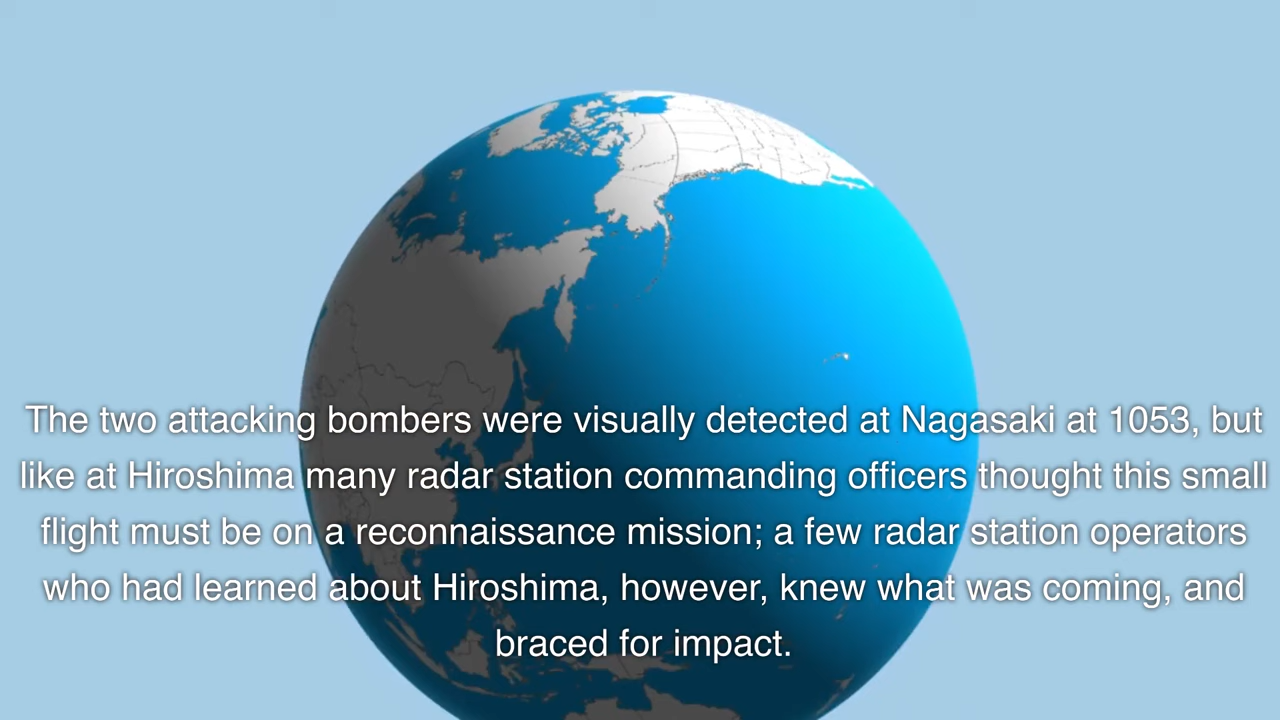 The two attacking bombers were visually detected at Nagasaki at 1053, but
like at Hiroshima many radar station commanding officers thought this small
flight must be on a reconnaissance mission; a few radar station operators
who had learned about Hiroshima, however, knew what was coming, and
braced for impact.